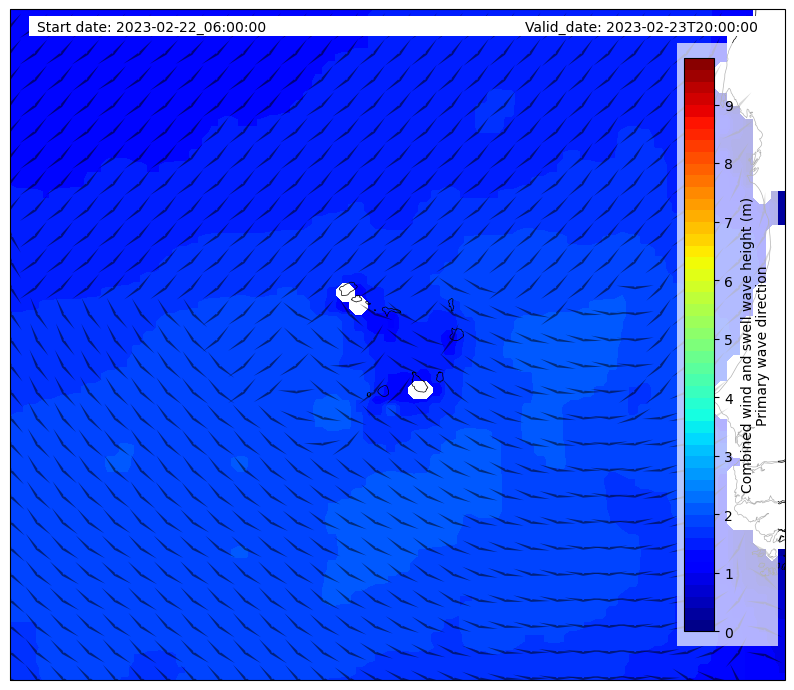 Start date: 2023-02-22_06:00:00
Valid_date: 2023-02-23T20:00:00
9
8
7
6
5
4
3
2
1
0
Combined wind and swell wave height (m)
Primary wave direction